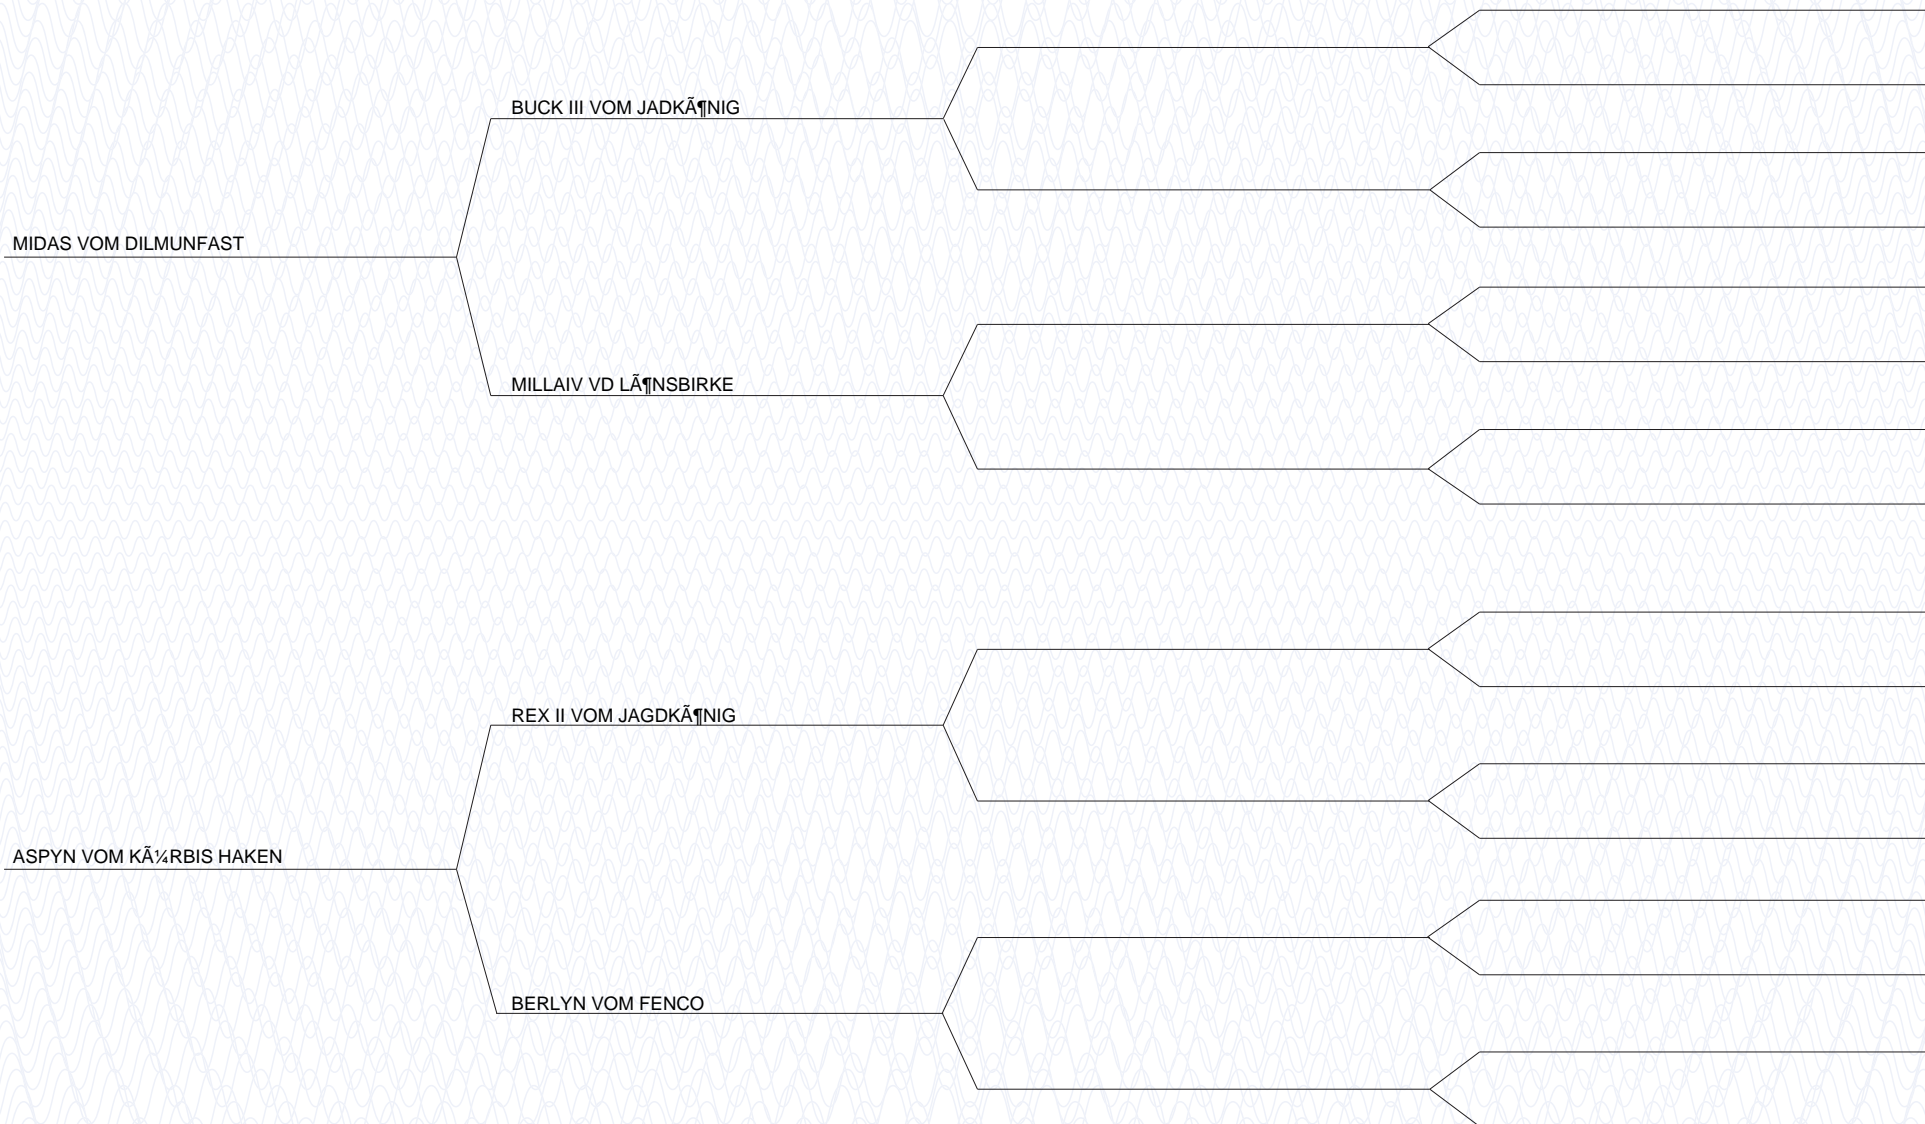 BUCK III VOM JADKÃ¶NIG
MIDAS VOM DILMUNFAST
MILLAIV VD LÃ¶NSBIRKE
REX II VOM JAGDKÃ¶NIG
ASPYN VOM KÃ¼RBIS HAKEN
BERLYN VOM FENCO